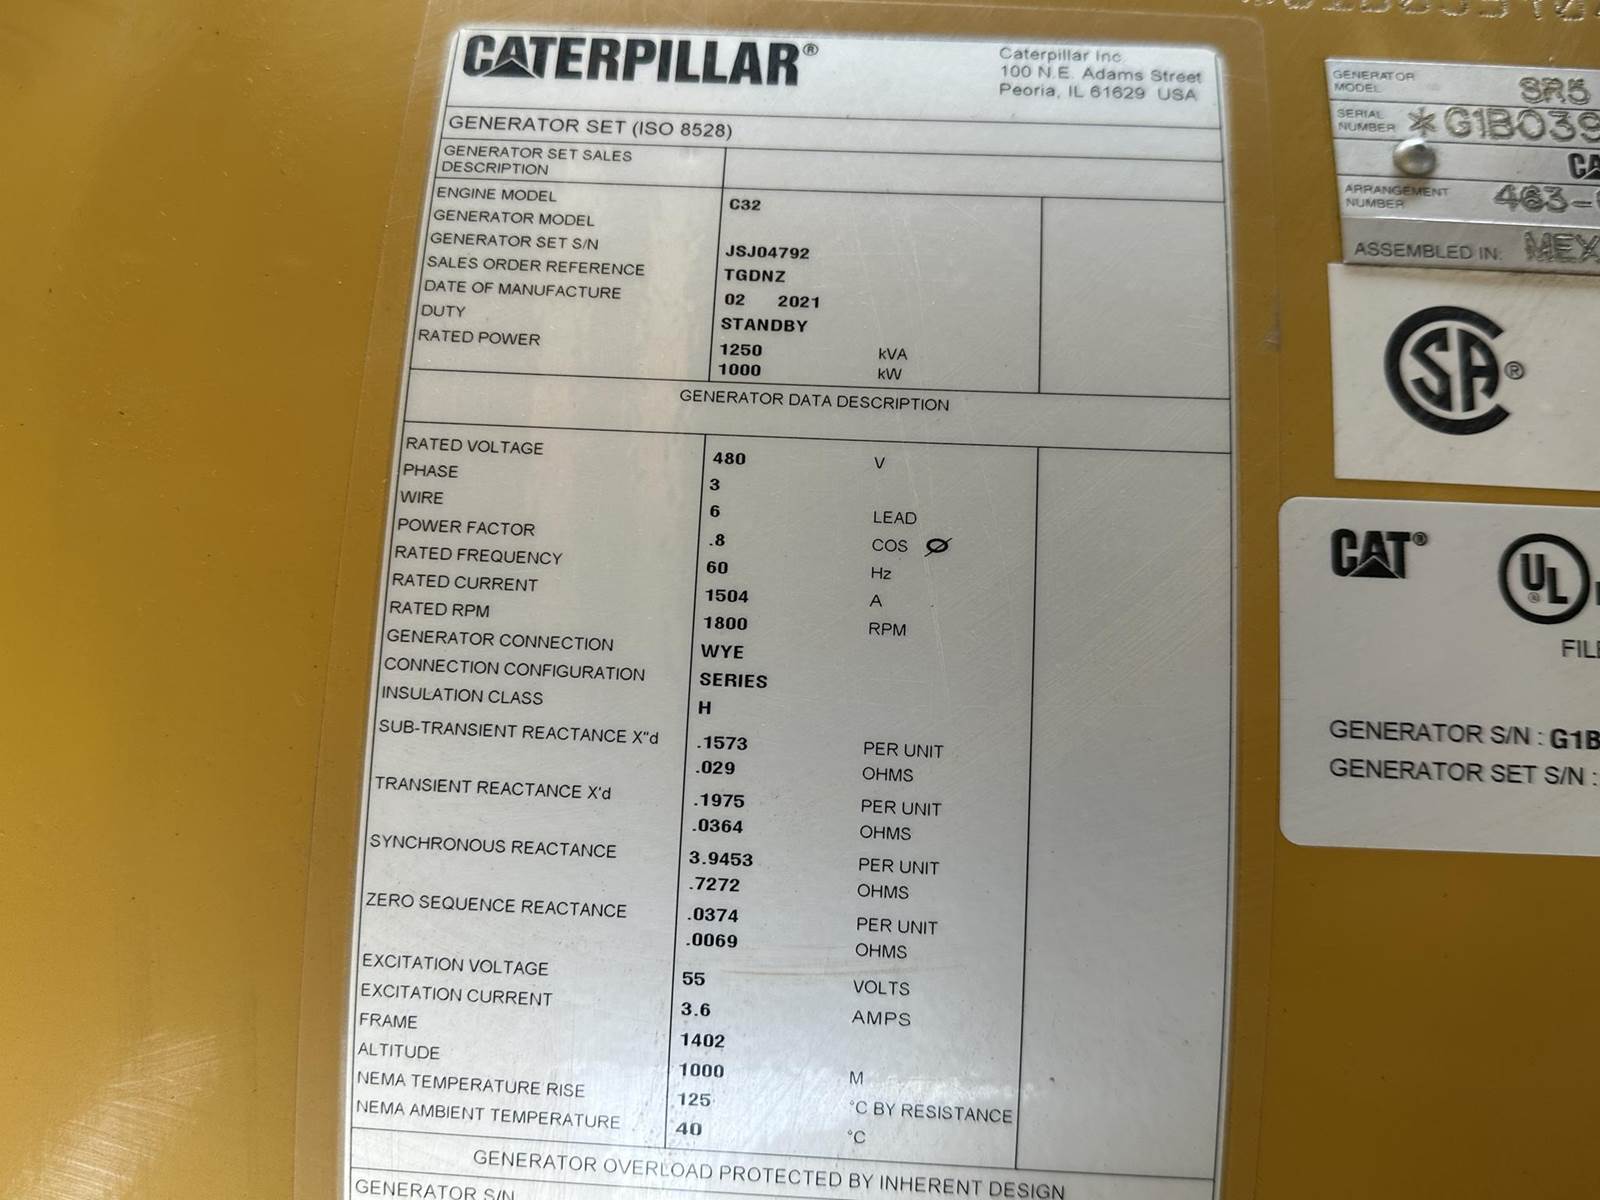 CATERPILLAR®
Caterpillar Inc.
100 N.E. Adams Street
Peoria, IL 61629 USA
GENERATOR SET (ISO 8528)
GENERATOR SET SALES
DESCRIPTION
ENGINE MODEL C32
GENERATOR MODEL
GENERATOR SET S/N JSJ04792
SALES ORDER REFERENCE TGDNZ
DATE OF MANUFACTURE 02 2021
DUTY STANDBY
RATED POWER 1250 kVA
1000 kW
GENERATOR DATA DESCRIPTION
RATED VOLTAGE 480 V
PHASE 3
WIRE 6 LEAD
POWER FACTOR .8 COS Ø
RATED FREQUENCY 60 Hz
RATED CURRENT 1504 A
RATED RPM 1800 RPM
GENERATOR CONNECTION WYE
CONNECTION CONFIGURATION SERIES
INSULATION CLASS H
SUB-TRANSIENT REACTANCE X"d .1573 PER UNIT
.029 OHMS
TRANSIENT REACTANCE X'd .1975 PER UNIT
.0364 OHMS
SYNCHRONOUS REACTANCE 3.9453 PER UNIT
.7272 OHMS
ZERO SEQUENCE REACTANCE .0374 PER UNIT
.0069 OHMS
EXCITATION VOLTAGE 55 VOLTS
EXCITATION CURRENT 3.6 AMPS
FRAME 1402
ALTITUDE 1000 M
NEMA TEMPERATURE RISE 125 °C BY RESISTANCE
NEMA AMBIENT TEMPERATURE 40 °C
GENERATOR OVERLOAD PROTECTED BY INHERENT DESIGN
GENERATOR S/N
GENERATOR
MODEL SR5
SERIAL
NUMBER *G1B039
CA
ARRANGEMENT
NUMBER 463-
ASSEMBLED IN: MEX
SA®
CAT®
UL®
FILE
GENERATOR S/N : G1B
GENERATOR SET S/N :